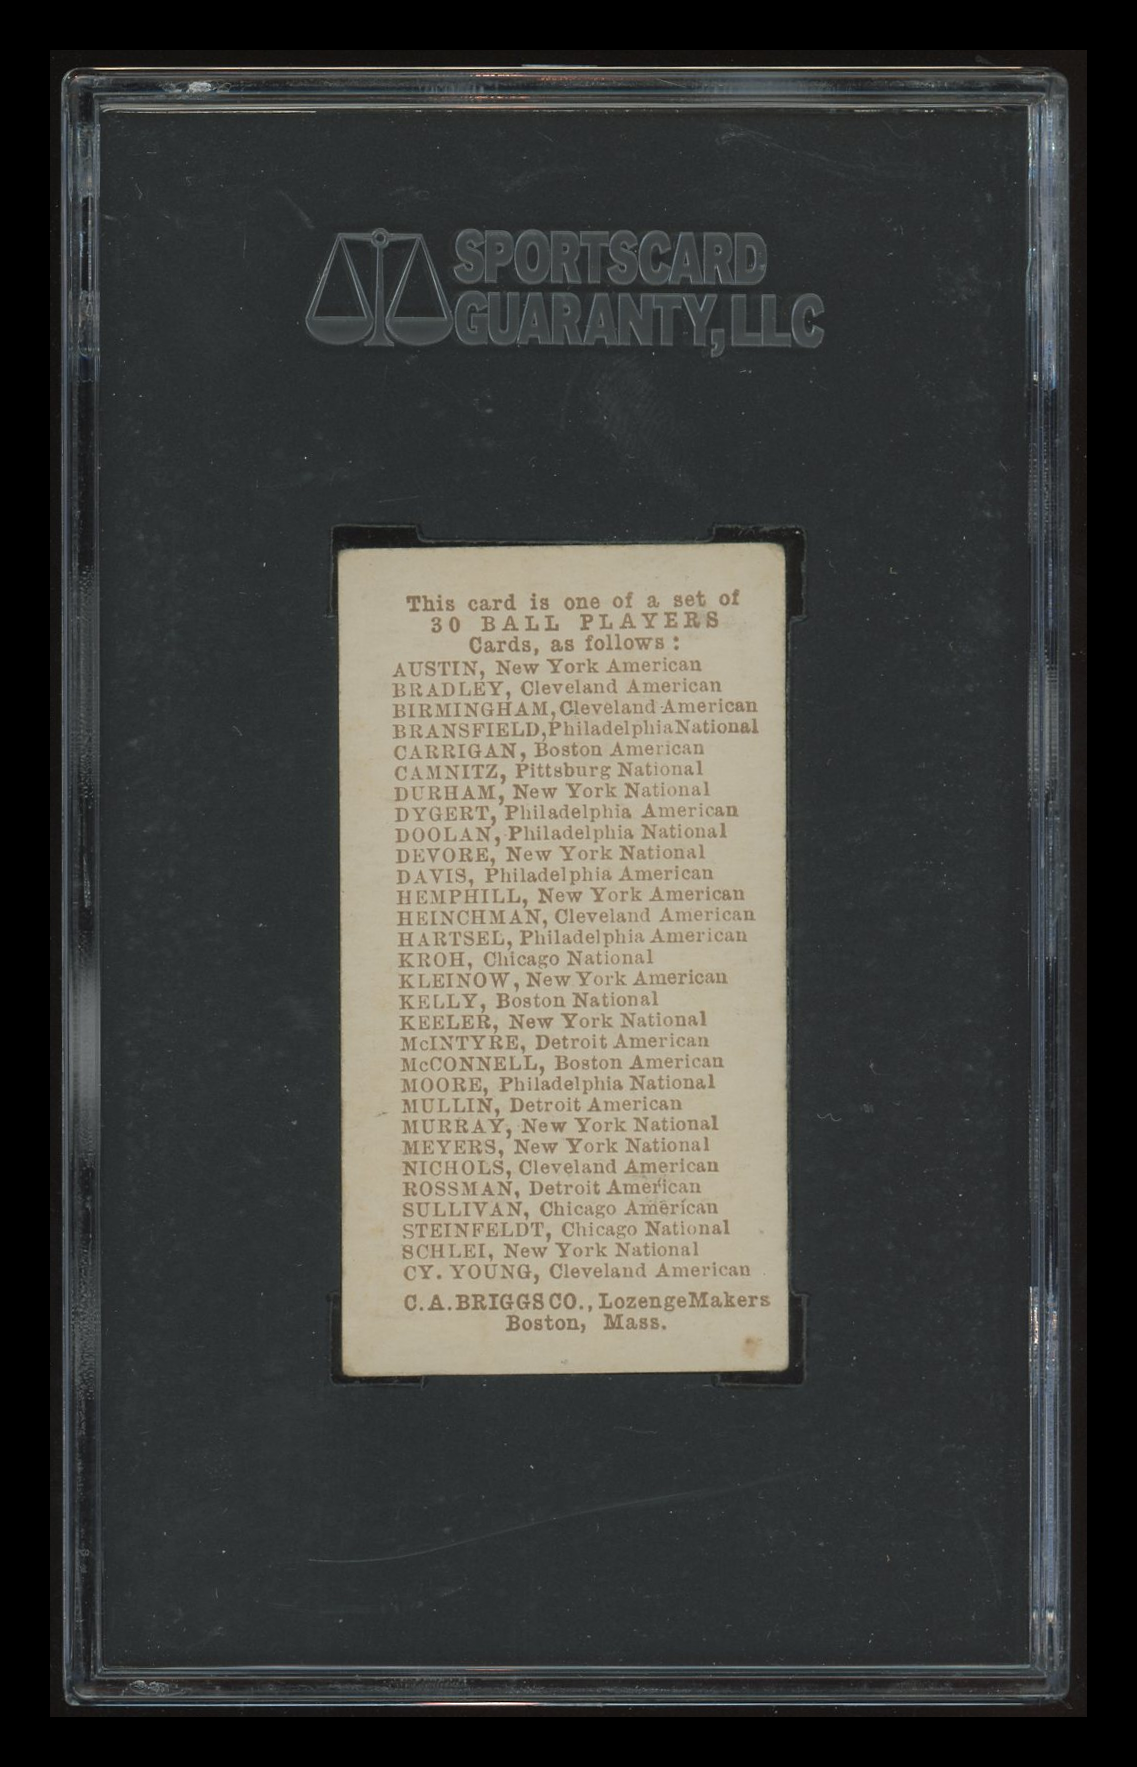 SPORTSCARD
GUARANTY, LLC
This card is one of a set of
30 BALL PLAYERS
Cards, as follows:
AUSTIN, New York American
BRADLEY, Cleveland American
BIRMINGHAM, Cleveland American
BRANSFIELD, Philadelphia National
CARRIGAN, Boston American
CAMNITZ, Pittsburg National
DURHAM, New York National
DYGERT, Philadelphia American
DOOLAN, Philadelphia National
DEVORE, New York National
DAVIS, Philadelphia American
HEMPHILL, New York American
HEINCHMAN, Cleveland American
HARTSEL, Philadelphia American
KROH, Chicago National
KLEINOW, New York American
KELLY, Boston National
KEELER, New York National
McINTYRE, Detroit American
McCONNELL, Boston American
MOORE, Philadelphia National
MULLIN, Detroit American
MURRAY, New York National
MEYERS, New York National
NICHOLS, Cleveland American
ROSSMAN, Detroit American
SULLIVAN, Chicago American
STEINFELDT, Chicago National
SCHLEI, New York National
CY. YOUNG, Cleveland American
C. A. BRIGGS CO., Lozenge Makers
Boston, Mass.